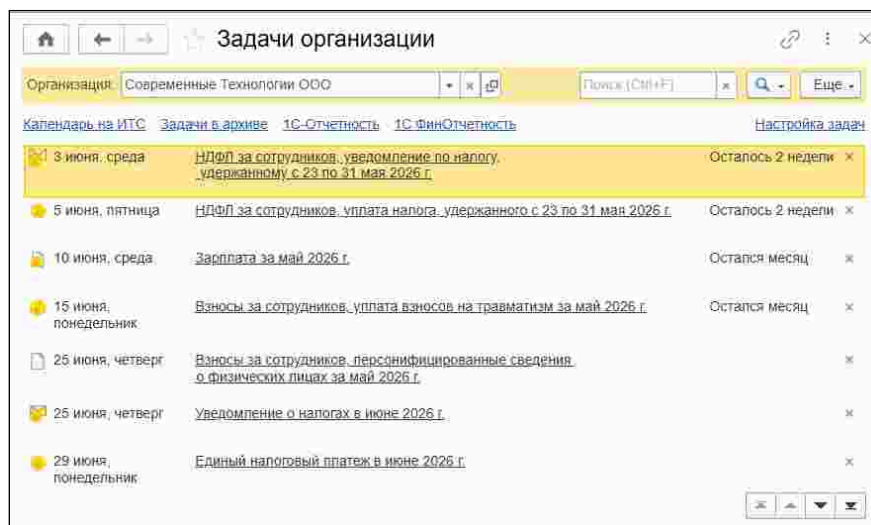 Задачи организации
Организация: Современные Технологии ООО Поиск (Ctrl+F) Еще
Календарь на ИТС Задачи в архиве 1С-Отчетность 1С ФинОтчетность Настройка задач
3 июня, среда НДФЛ за сотрудников, уведомление по налогу, Осталось 2 недели
удержанному с 23 по 31 мая 2026 г.
5 июня, пятница НДФЛ за сотрудников, уплата налога, удержанного с 23 по 31 мая 2026 г. Осталось 2 недели
10 июня, среда Зарплата за май 2026 г. Остался месяц
15 июня, Взносы за сотрудников, уплата взносов на травматизм за май 2026 г. Остался месяц
понедельник
25 июня, четверг Взносы за сотрудников, персонифицированные сведения
о физических лицах за май 2026 г.
25 июня, четверг Уведомление о налогах в июне 2026 г.
29 июня, Единый налоговый платеж в июне 2026 г.
понедельник